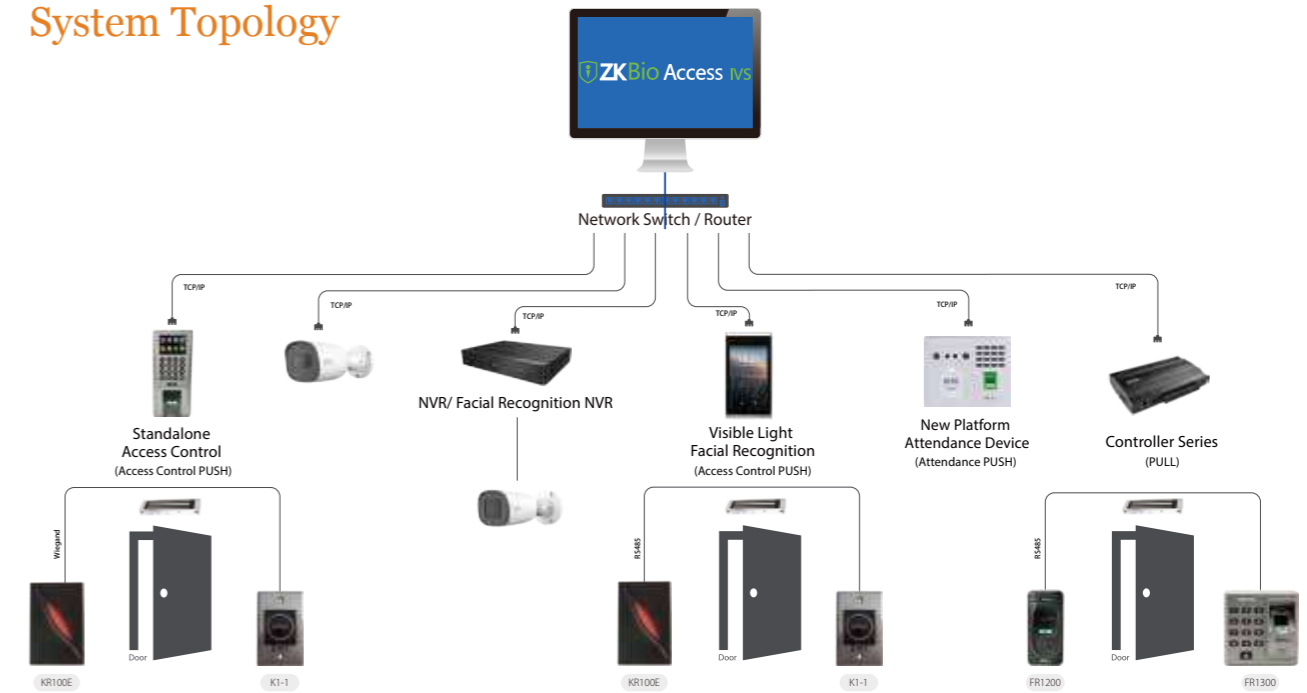 System Topology
ZKBio Access IVS
Network Switch / Router
TCP/IP
TCP/IP
TCP/IP
TCP/IP
TCP/IP
TCP/IP
NVR/ Facial Recognition NVR
Standalone
Access Control
(Access Control PUSH)
Visible Light
Facial Recognition
(Access Control PUSH)
New Platform
Attendance Device
(Attendance PUSH)
Controller Series
(PULL)
Wiegand
Door
KR100E
K1-1
RS485
Door
KR100E
K1-1
RS485
Door
FR1200
FR1300